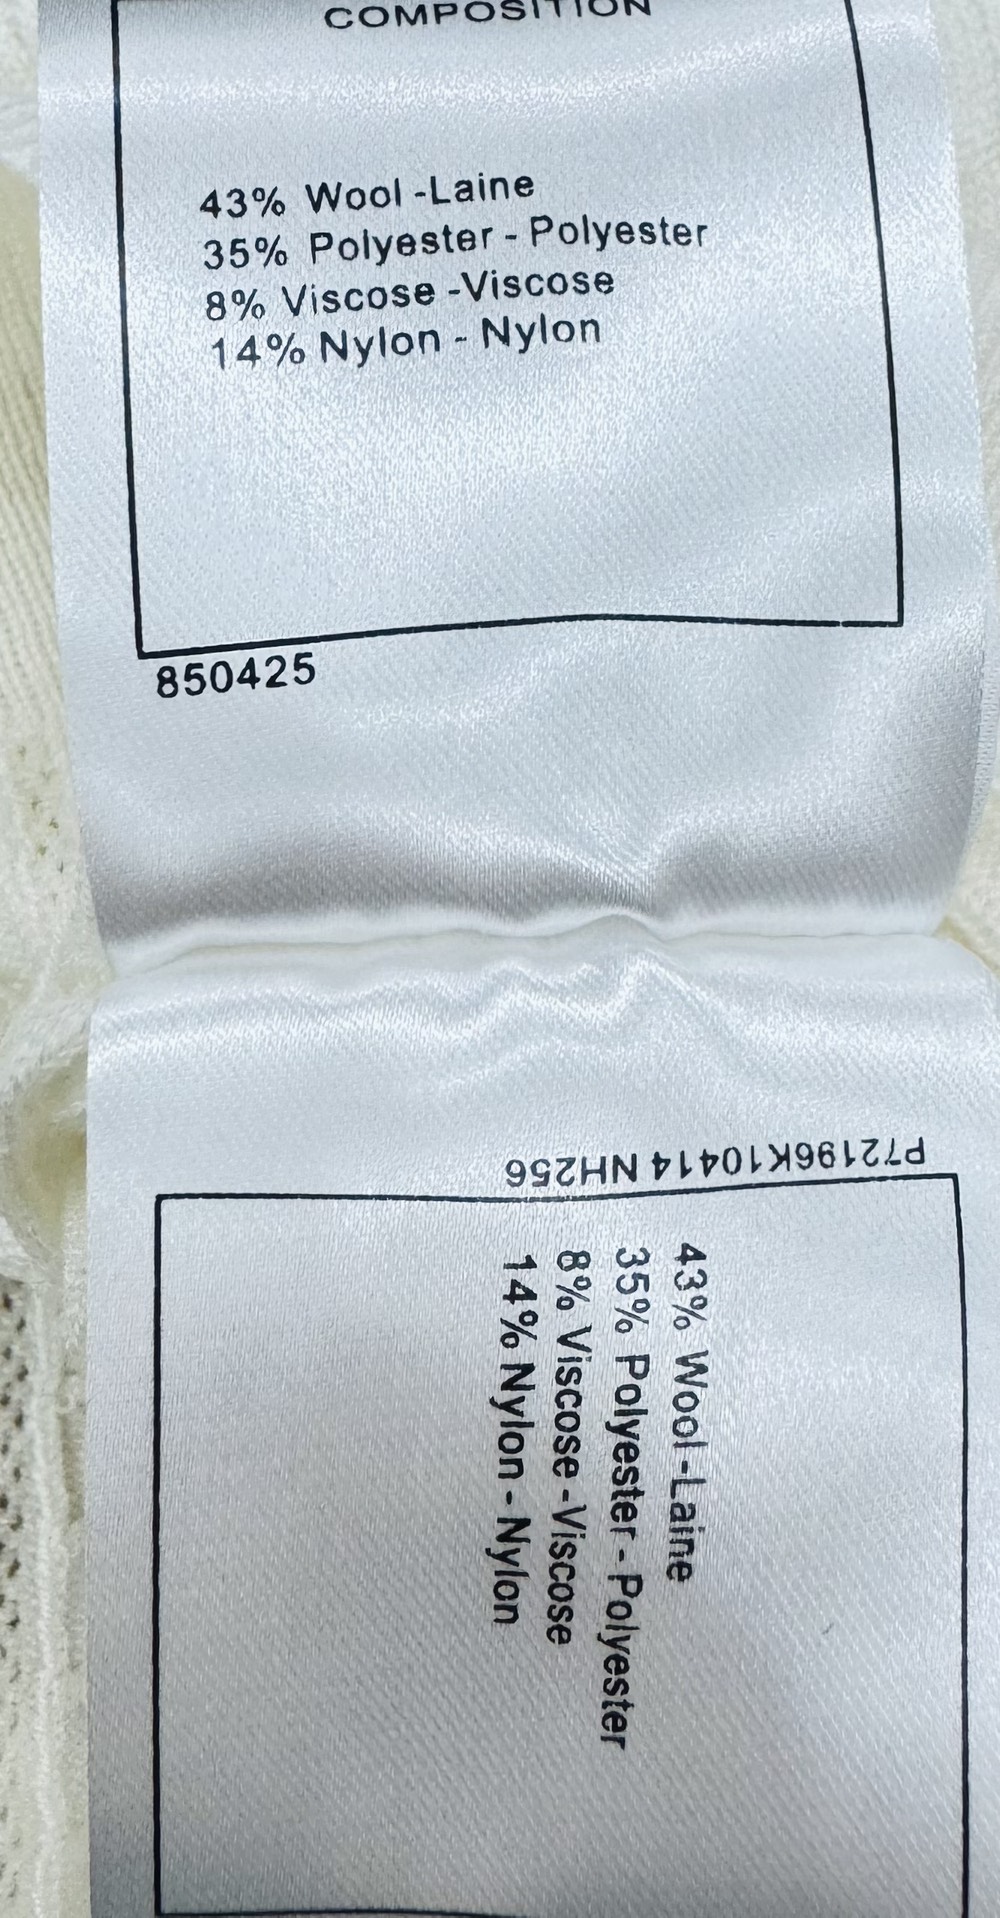 COMPOSITION
43% Wool -Laine
35% Polyester - Polyester
8% Viscose -Viscose
14% Nylon - Nylon
850425
P72196K10414 NH256
43% Wool -Laine
35% Polyester - Polyester
8% Viscose -Viscose
14% Nylon - Nylon